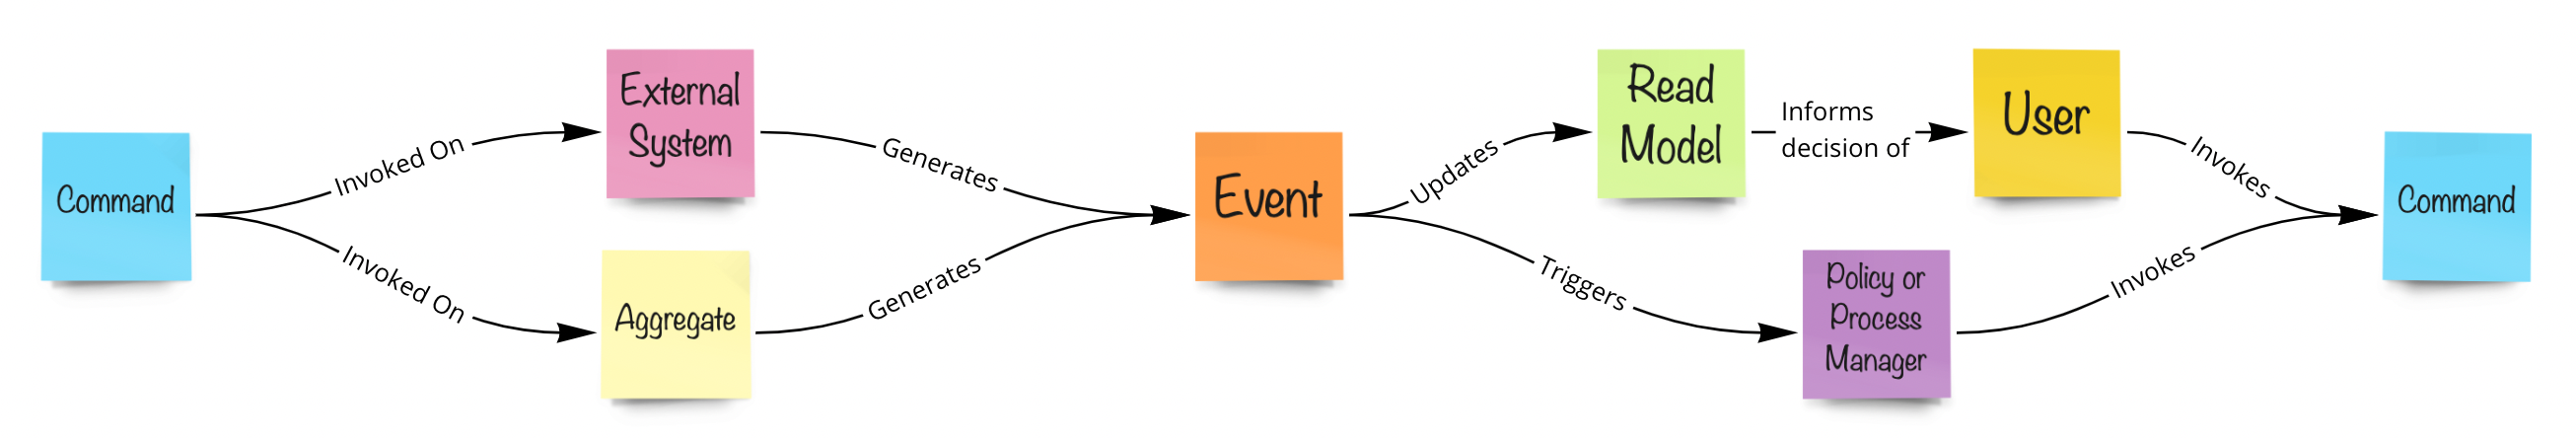 Command
Invoked On
Invoked On
External
System
Aggregate
Generates
Generates
Event
Updates
Triggers
Read
Model
Informs
decision of
User
Policy or
Process
Manager
Invokes
Invokes
Command